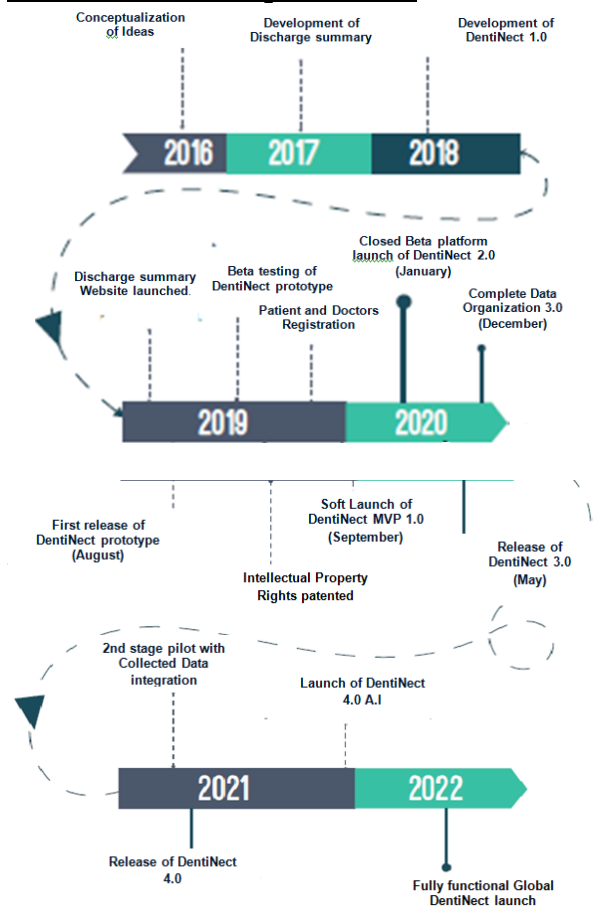 Conceptualization
of Ideas
Development of
Discharge summary
Development of
DentiNect 1.0
2016
2017
2018
Discharge summary
Website launched.
Beta testing of
DentiNect prototype
Patient and Doctors
Registration
Closed Beta platform
launch of DentiNect 2.0
(January)
Complete Data
Organization 3.0
(December)
2019
2020
First release of
DentiNect prototype
(August)
Intellectual Property
Rights patented
Soft Launch of
DentiNect MVP 1.0
(September)
Release of
DentiNect 3.0
(May)
2nd stage pilot with
Collected Data
integration
Launch of DentiNect
4.0 A.I
2021
2022
Release of DentiNect
4.0
Fully functional Global
DentiNect launch